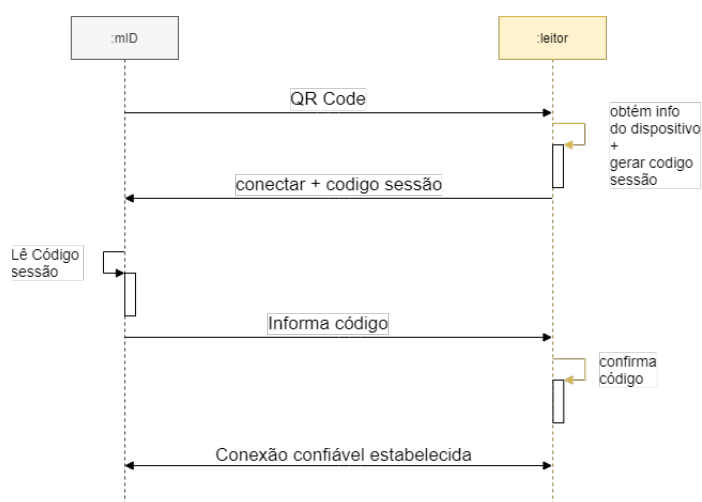 :mID
:leitor
QR Code
obtém info
do dispositivo
+
gerar codigo
sessão
conectar + codigo sessão
Lê Código
sessão
Informa código
confirma
código
Conexão confiável estabelecida